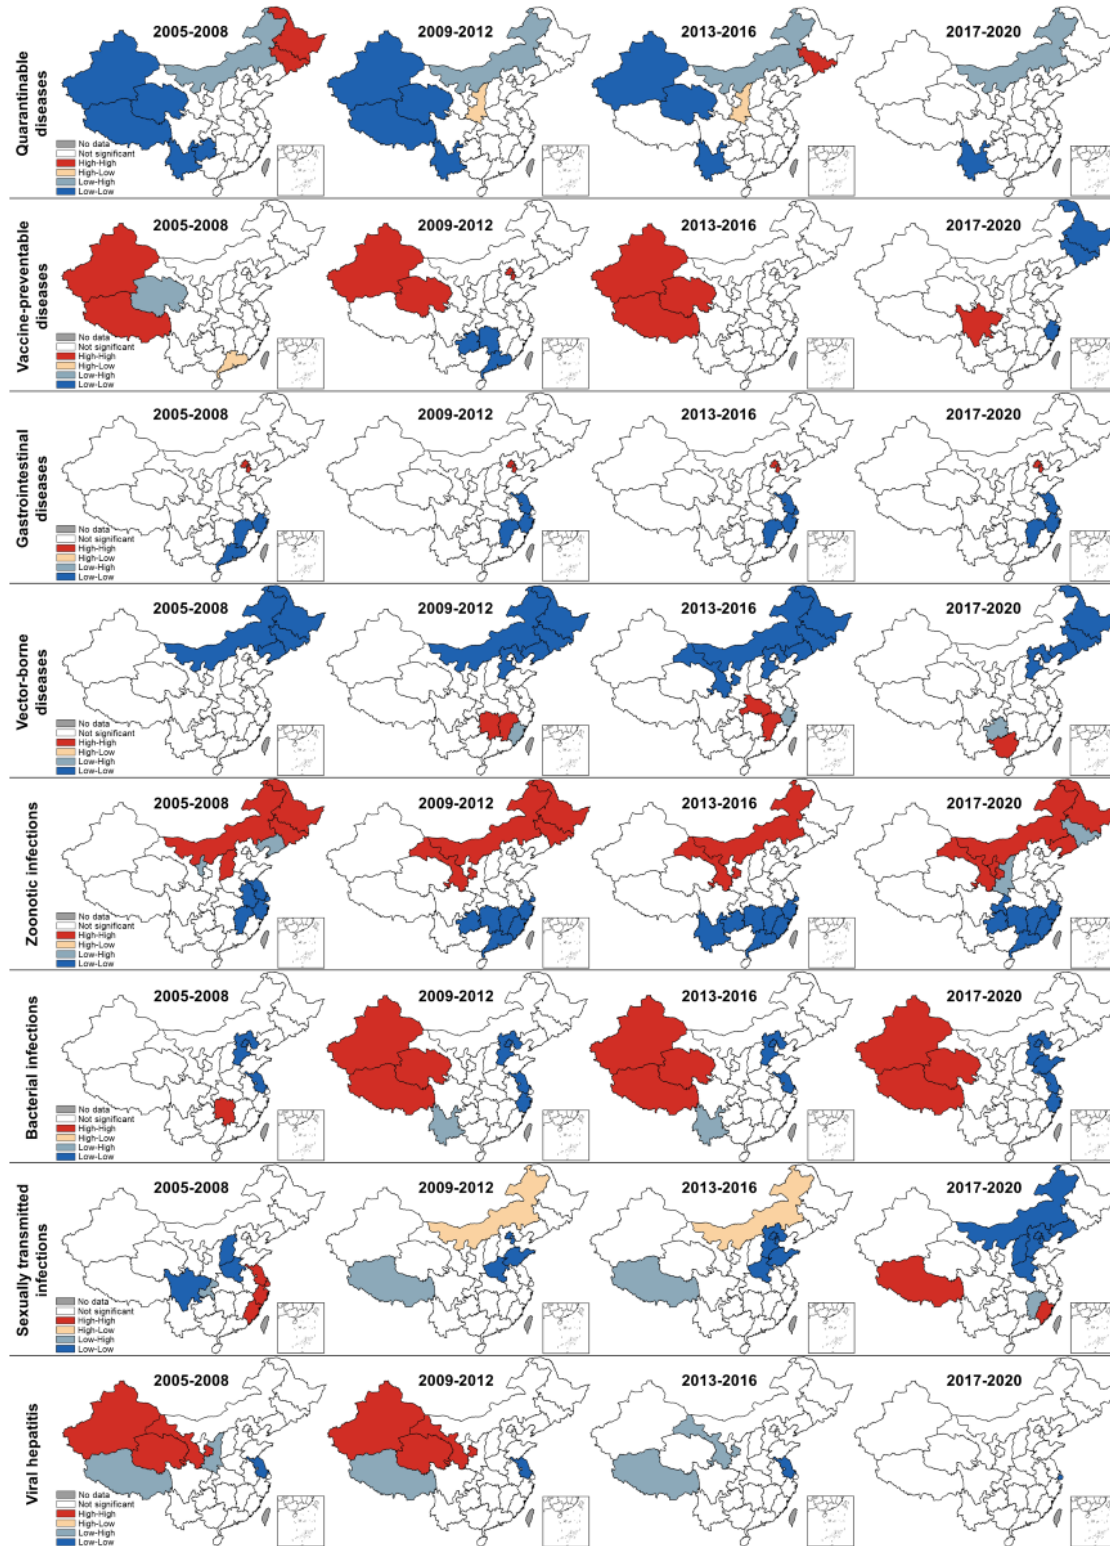 Quarantinable
diseases
2005-2008
2009-2012
2013-2016
2017-2020
No data
Not significant
High-High
High-Low
Low-High
Low-Low
Vaccine-preventable
diseases
2005-2008
2009-2012
2013-2016
2017-2020
No data
Not significant
High-High
High-Low
Low-High
Low-Low
Gastrointestinal
diseases
2005-2008
2009-2012
2013-2016
2017-2020
No data
Not significant
High-High
High-Low
Low-High
Low-Low
Vector-borne
diseases
2005-2008
2009-2012
2013-2016
2017-2020
No data
Not significant
High-High
High-Low
Low-High
Low-Low
Zoonotic infections
2005-2008
2009-2012
2013-2016
2017-2020
No data
Not significant
High-High
High-Low
Low-High
Low-Low
Bacterial infections
2005-2008
2009-2012
2013-2016
2017-2020
No data
Not significant
High-High
High-Low
Low-High
Low-Low
Sexually transmitted
infections
2005-2008
2009-2012
2013-2016
2017-2020
No data
Not significant
High-High
High-Low
Low-High
Low-Low
Viral hepatitis
2005-2008
2009-2012
2013-2016
2017-2020
No data
Not significant
High-High
High-Low
Low-High
Low-Low